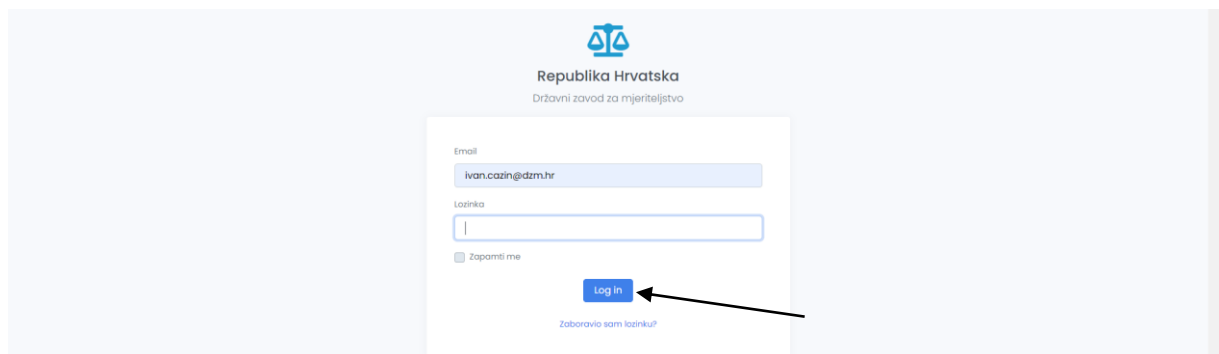 Republika Hrvatska
Državni zavod za mjeriteljstvo
Email
ivan.cazin@dzm.hr
Lozinka
Zapamti me
Log in
Zaboravio sam lozinku?